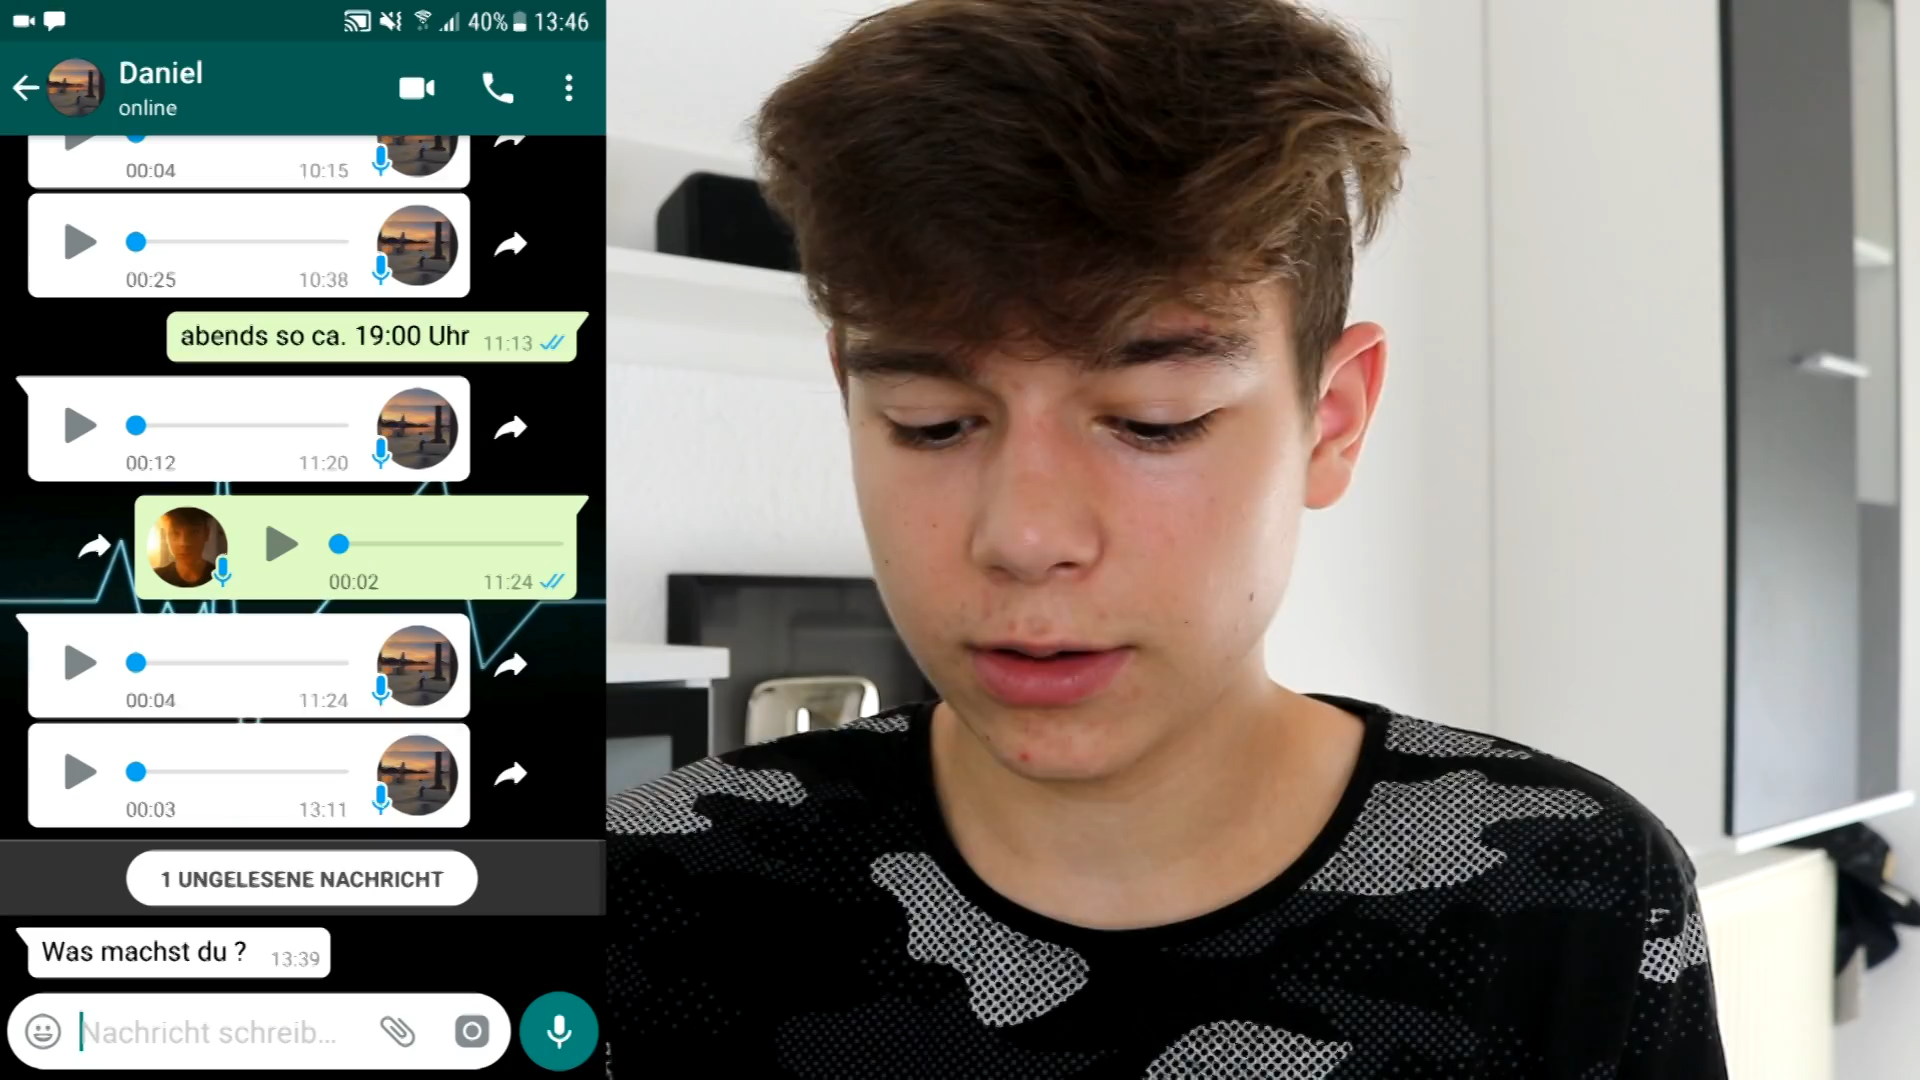 40% 13:46
Daniel
online
00:04 10:15
00:25 10:38
abends so ca. 19:00 Uhr 11:13
00:12 11:20
00:02 11:24
00:04 11:24
00:03 13:11
1 UNGELESENE NACHRICHT
Was machst du ? 13:39
Nachricht schreib...